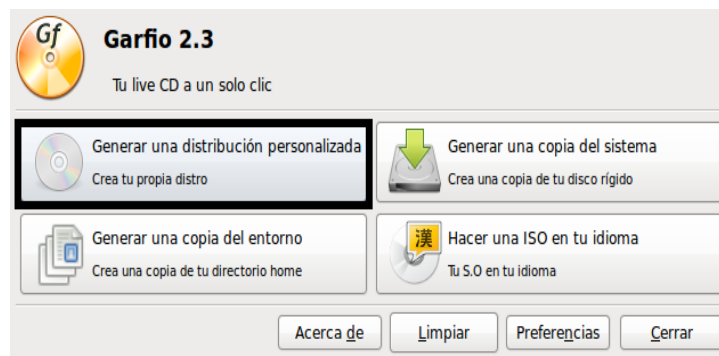 Gf
Garfio 2.3
Tu live CD a un solo clic
Generar una distribución personalizada
Crea tu propia distro
Generar una copia del sistema
Crea una copia de tu disco rígido
Generar una copia del entorno
Crea una copia de tu directorio home
漢
Hacer una ISO en tu idioma
Tu S.O en tu idioma
Acerca de
Limpiar
Preferencias
Cerrar